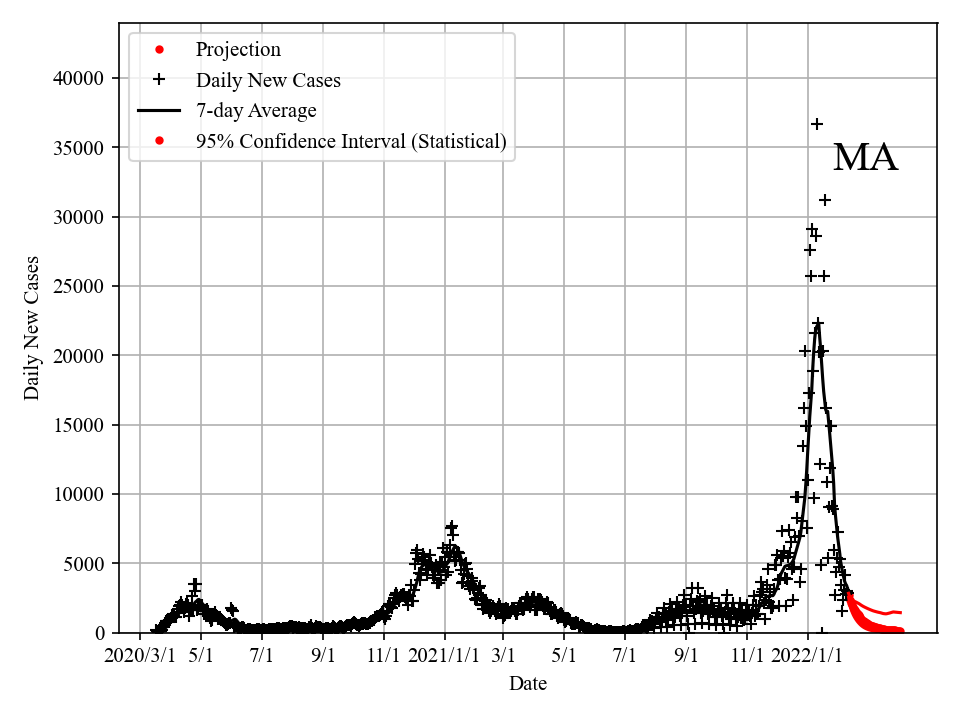 Projection
Daily New Cases
7-day Average
95% Confidence Interval (Statistical)
MA
Daily New Cases
40000
35000
30000
25000
20000
15000
10000
5000
0
2020/3/1 5/1 7/1 9/1 11/1 2021/1/1 3/1 5/1 7/1 9/1 11/1 2022/1/1
Date